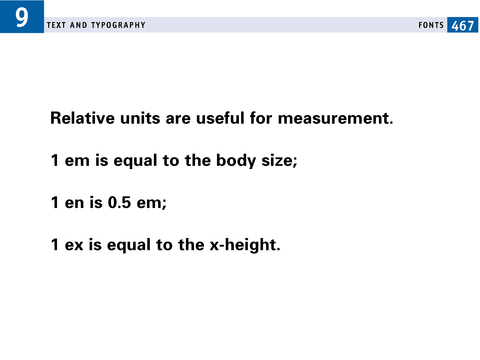 9
TEXT AND TYPOGRAPHY
FONTS 467
Relative units are useful for measurement.
1 em is equal to the body size;
1 en is 0.5 em;
1 ex is equal to the x-height.